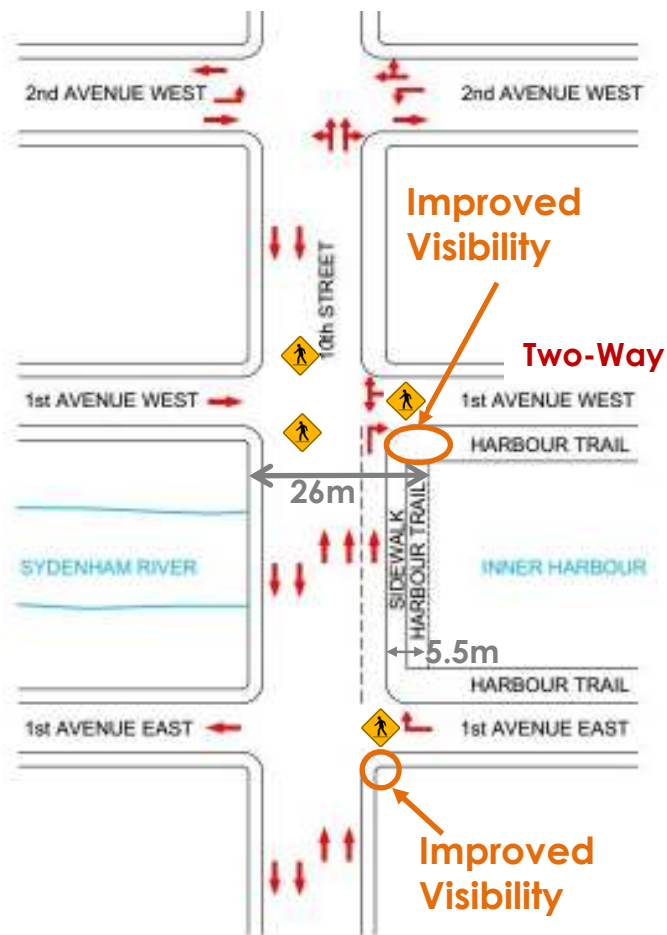 2nd AVENUE WEST
2nd AVENUE WEST
Improved
Visibility
10th STREET
Two-Way
1st AVENUE WEST
1st AVENUE WEST
HARBOUR TRAIL
26m
SIDEWALK
HARBOUR TRAIL
SYDENHAM RIVER
INNER HARBOUR
5.5m
HARBOUR TRAIL
1st AVENUE EAST
1st AVENUE EAST
Improved
Visibility